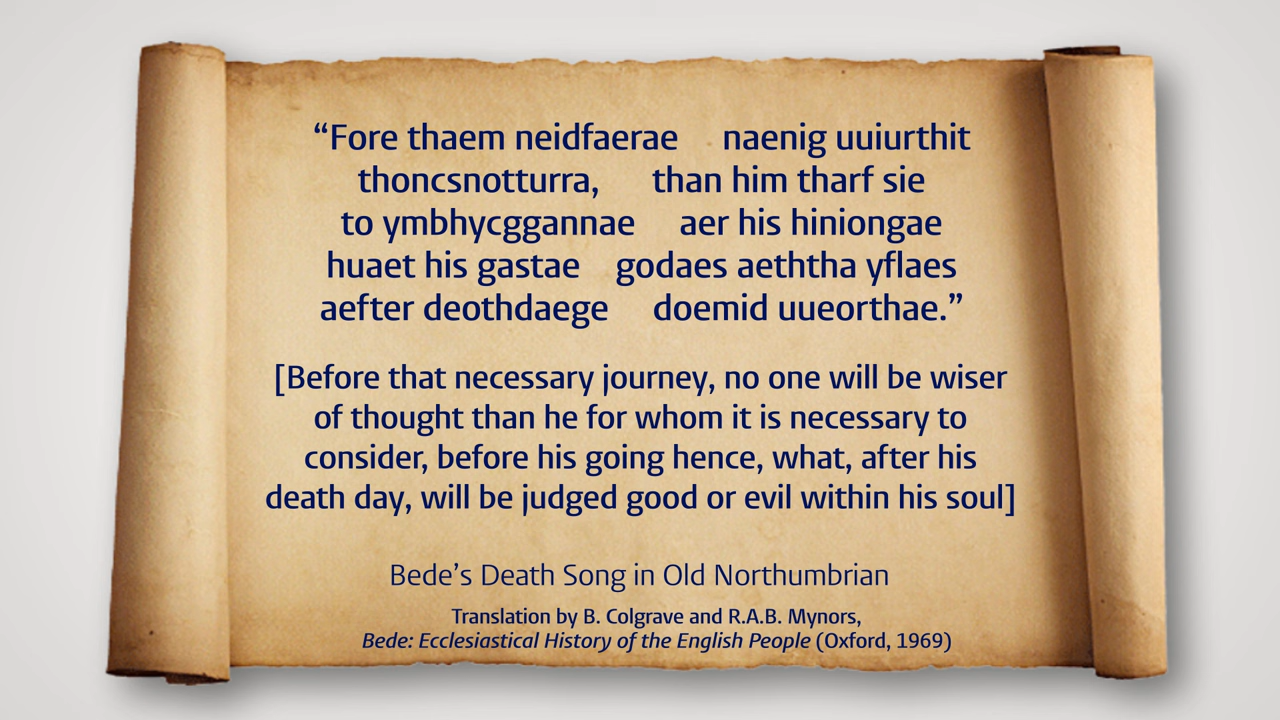 “Fore thaem neidfaerae naenig uuiurthit
thoncsnotturra, than him tharf sie
to ymbhycggannae aer his hiniongae
huaet his gastae godaes aeththa yflaes
aefter deothdaege doemid uueorthae.”
[Before that necessary journey, no one will be wiser
of thought than he for whom it is necessary to
consider, before his going hence, what, after his
death day, will be judged good or evil within his soul]
Bede’s Death Song in Old Northumbrian
Translation by B. Colgrave and R.A.B. Mynors,
Bede: Ecclesiastical History of the English People (Oxford, 1969)